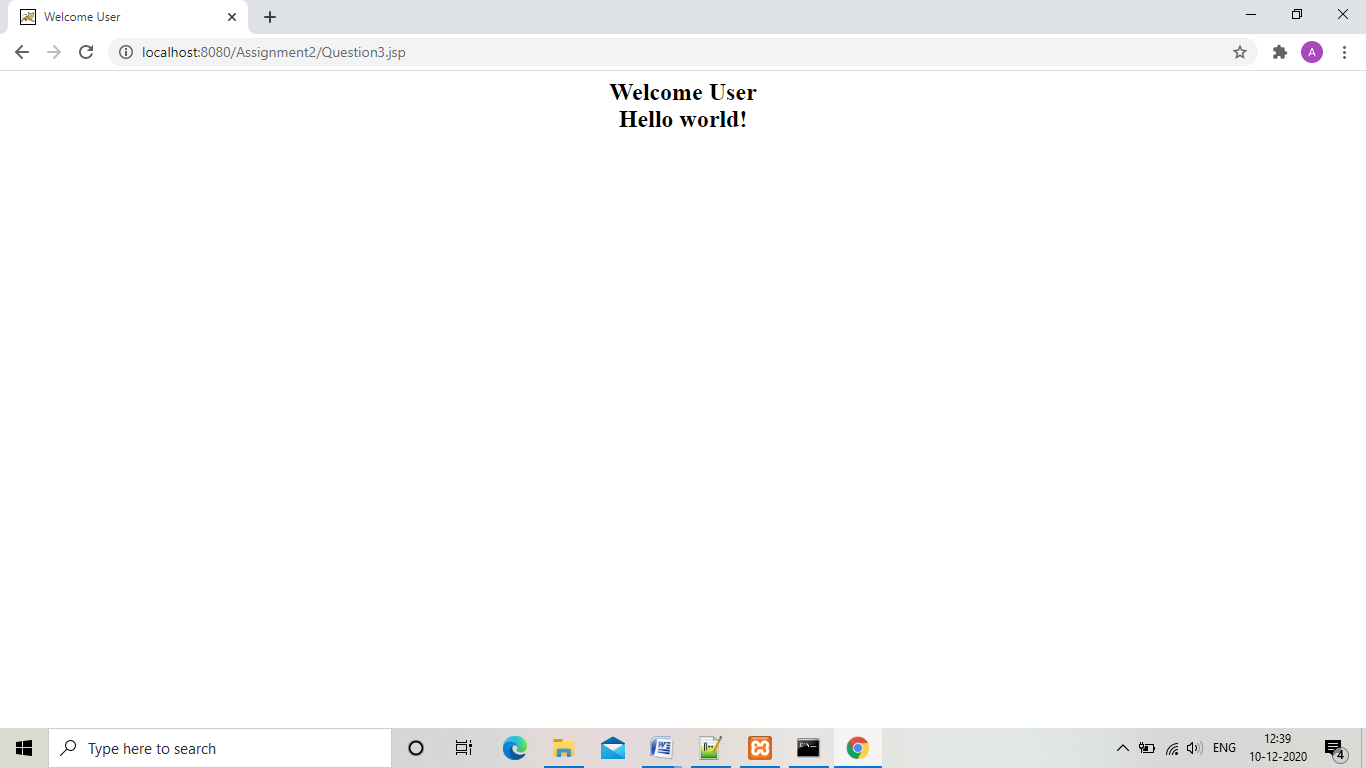 Welcome User
localhost:8080/Assignment2/Question3.jsp
A
Welcome User
Hello world!
Type here to search
ENG
12:39
10-12-2020
4